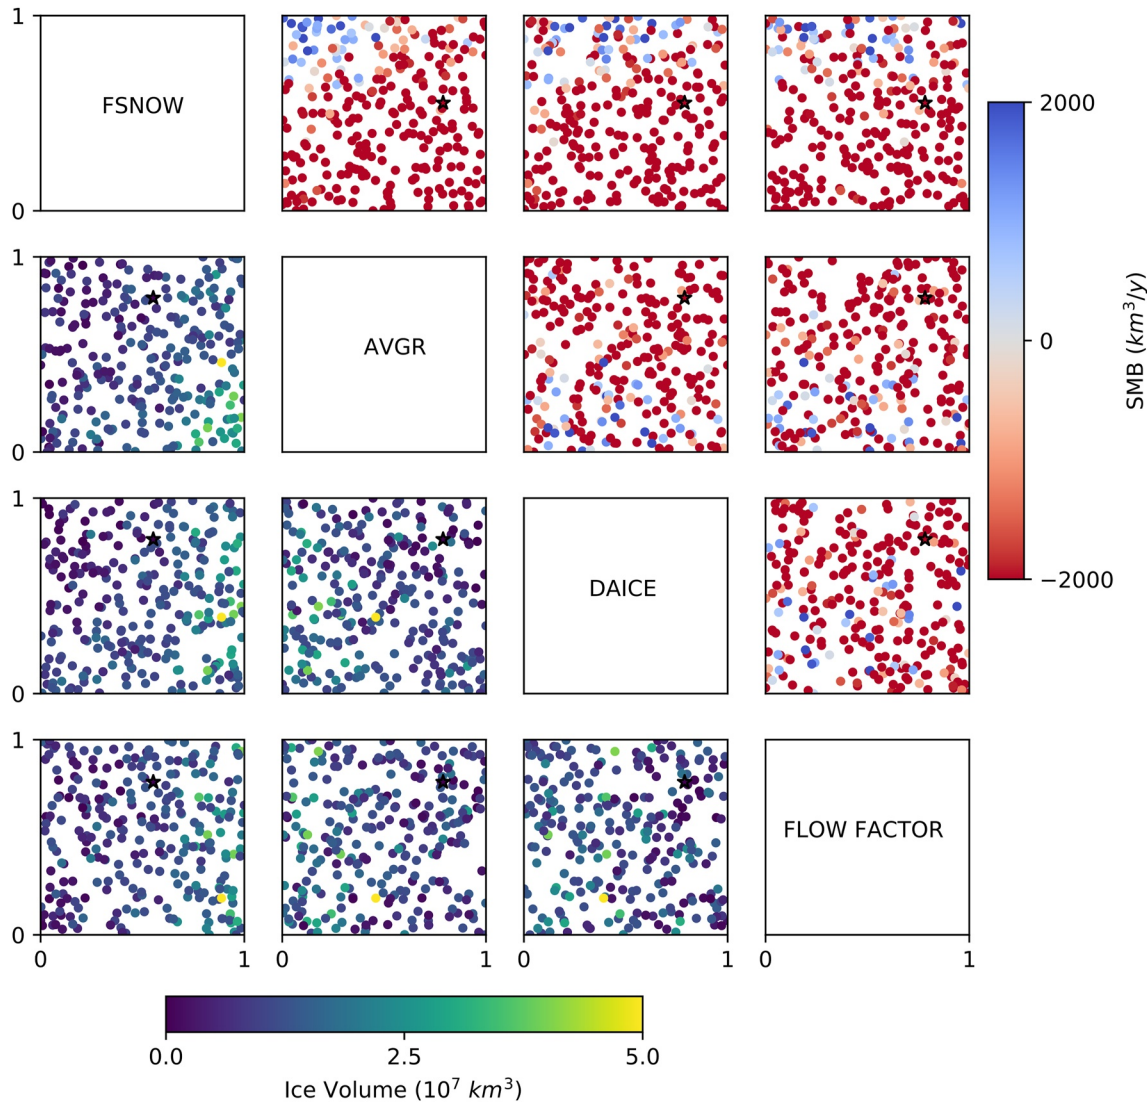 1
FSNOW
0
2000
1
AVGR
0
SMB (km³/y)
0
1
DAICE
0
−2000
1
FLOW FACTOR
0
0 1 0 1 0 1 0 1
0.0 2.5 5.0
Ice Volume (10⁷ km³)